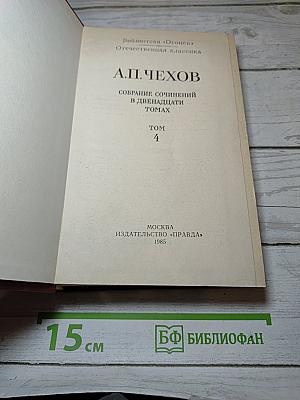 Библиотека «Огонек»
Отечественная классика
А.П.ЧЕХОВ
СОБРАНИЕ СОЧИНЕНИЙ
В ДВЕНАДЦАТИ
ТОМАХ
ТОМ
4
МОСКВА
ИЗДАТЕЛЬСТВО «ПРАВДА»
1985
15 см
БФ БИБЛИОФАН